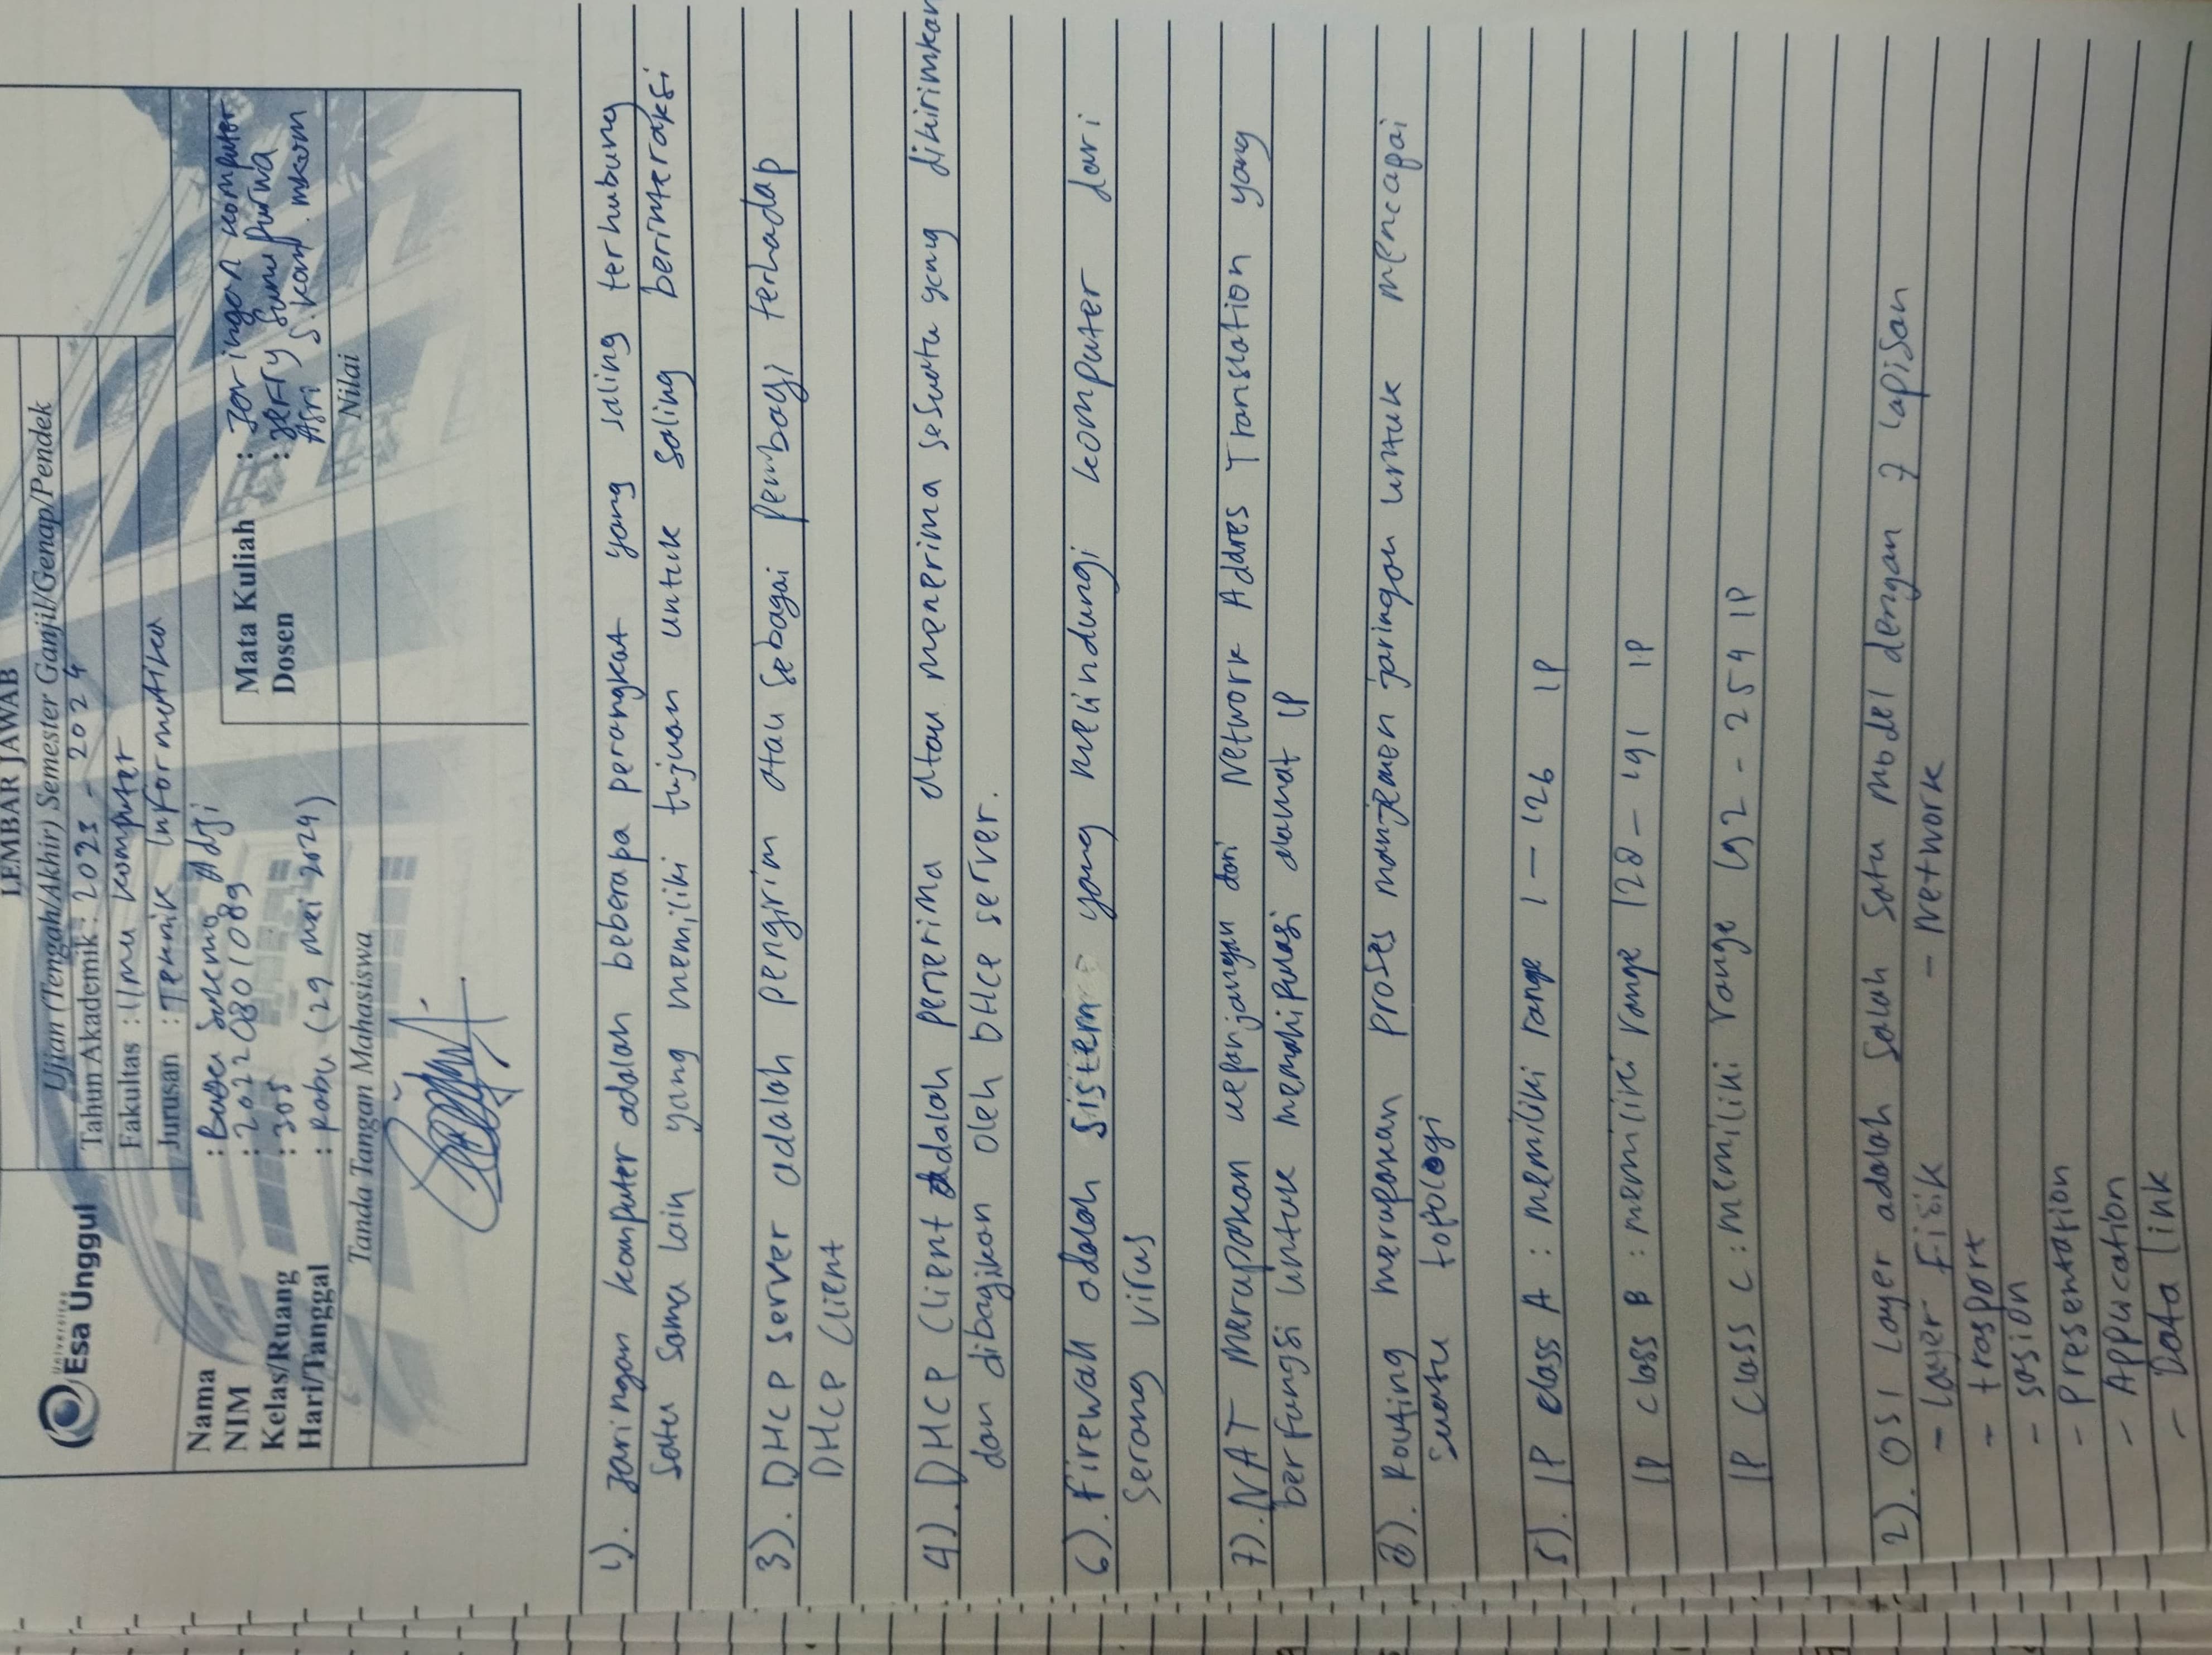 LEMBAR JAWAB
Ujian (Tengah/Akhir) Semester Ganjil/Genap/Pendek
Tahun Akademik : 2023 - 2024
Fakultas : Ilmu Komputer
Jurusan : Teknik Informatika
Universitas
Esa Unggul
Nama : Adji
NIM : 20220801089
Kelas/Ruang : 305
Hari/Tanggal : Rabu (29 mei 2024)
Mata Kuliah : Jaringan komputer
Dosen : Jerry
Asri S.kom. mkom
Tanda Tangan Mahasiswa
Nilai
1). Jaringan komputer adalah beberapa perangkat yang saling terhubung
satu sama lain yang memiliki tujuan untuk saling berinteraksi
3). DHCP server adalah pengirim atau sebagai pembagi terhadap
DHCP Client
4). DHCP Client adalah penerima atau menerima sesuatu yang dikirimkan
dan dibagikan oleh DHCP server.
6). Firewall adalah sistem yang melindungi komputer dari
serang virus
7). NAT merupakan kepanjangan dari Network Addres Translation yang
berfungsi untuk memanipulasi alamat IP
8). Routing merupakan proses manjemen jaringan untuk mencapai
suatu topologi
5). IP class A : memiliki range 1 - 126 IP
IP class B : memiliki range 128 - 191 IP
IP class C : memiliki range 192 - 254 IP
2). OSI Layer adalah salah satu model dengan 7 lapisan
- Layer Fisik - Network
- trasport
- sasion
- presentation
- Application
- Data link